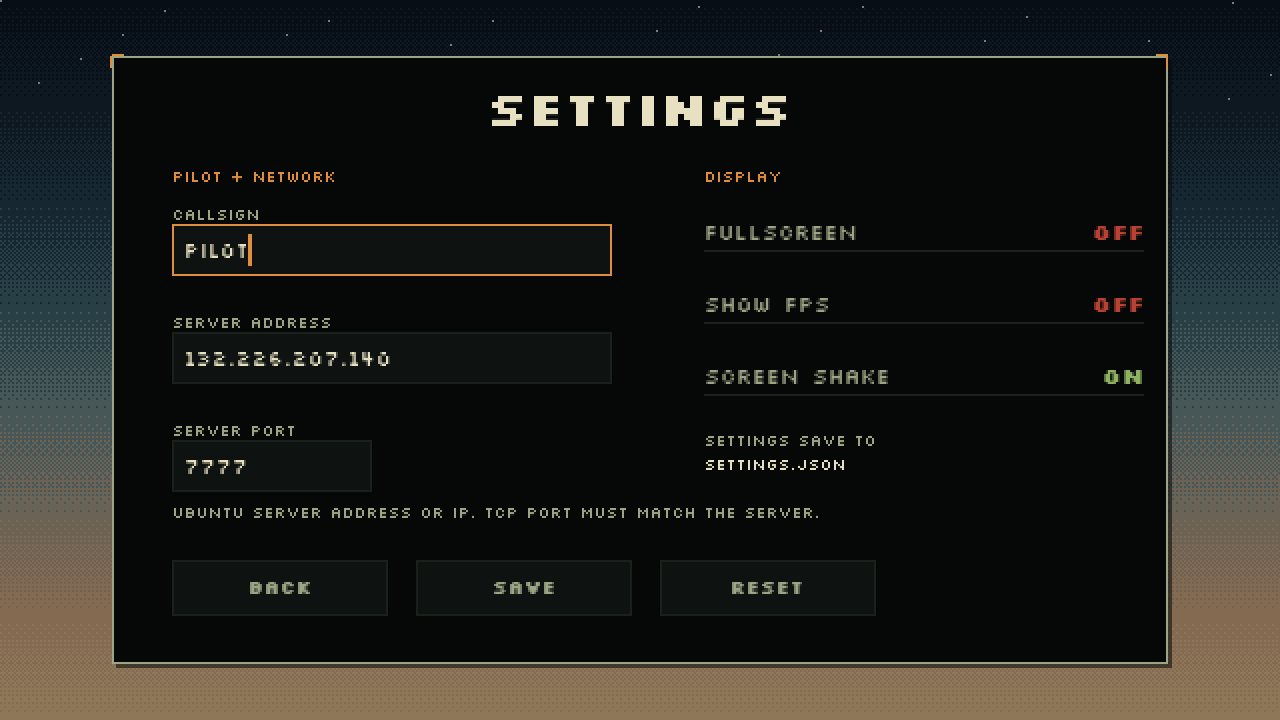 SETTINGS
PILOT + NETWORK
CALLSIGN
PILOT
SERVER ADDRESS
132.226.207.140
SERVER PORT
7777
DISPLAY
FULLSCREEN OFF
SHOW FPS OFF
SCREEN SHAKE ON
SETTINGS SAVE TO
SETTINGS.JSON
UBUNTU SERVER ADDRESS OR IP. TCP PORT MUST MATCH THE SERVER.
BACK SAVE RESET